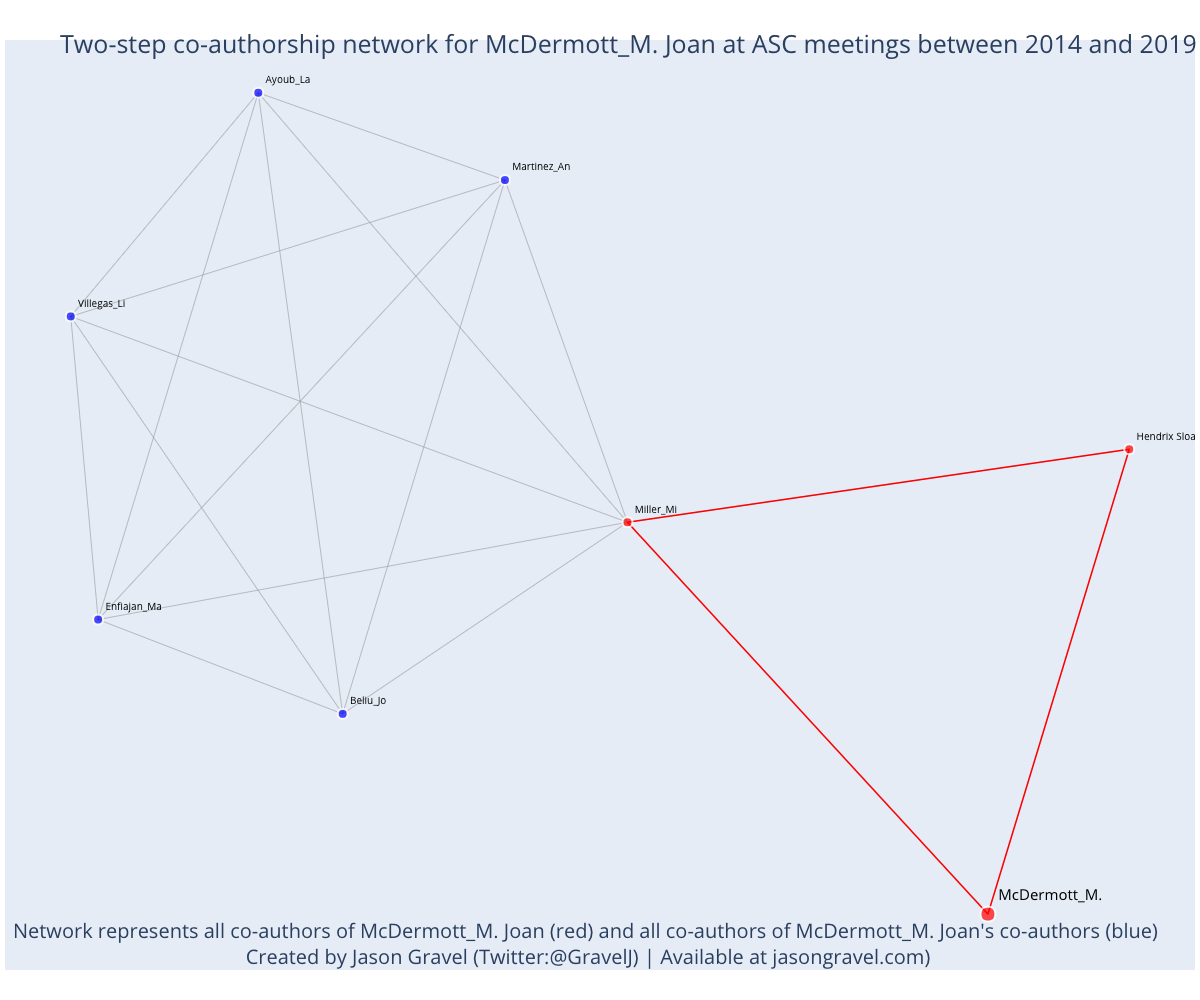 Two-step co-authorship network for McDermott_M. Joan at ASC meetings between 2014 and 2019
Ayoub_La
Martinez_An
Villegas_Li
Hendrix Sloa
Miller_Mi
Enfiajan_Ma
Beliu_Jo
McDermott_M.
Network represents all co-authors of McDermott_M. Joan (red) and all co-authors of McDermott_M. Joan's co-authors (blue)
Created by Jason Gravel (Twitter:@GravelJ) | Available at jasongravel.com)